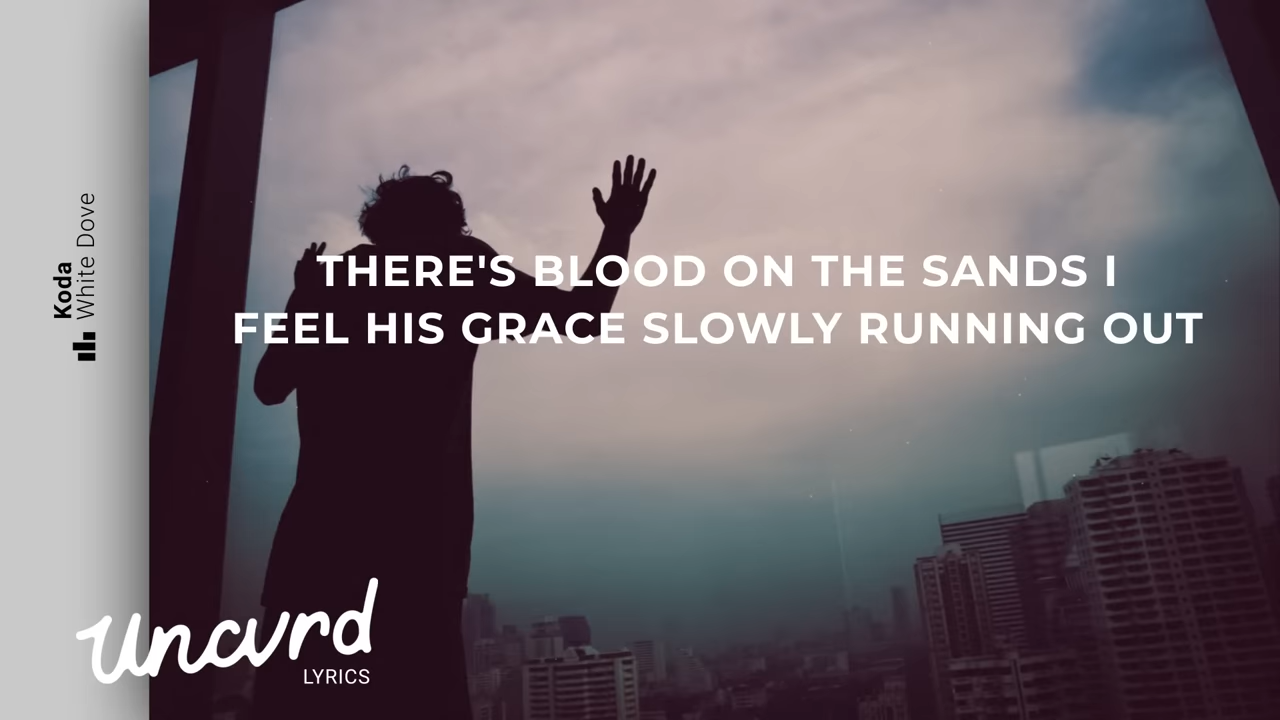 Koda
White Dove
THERE'S BLOOD ON THE SANDS I
FEEL HIS GRACE SLOWLY RUNNING OUT
uncvrd
LYRICS